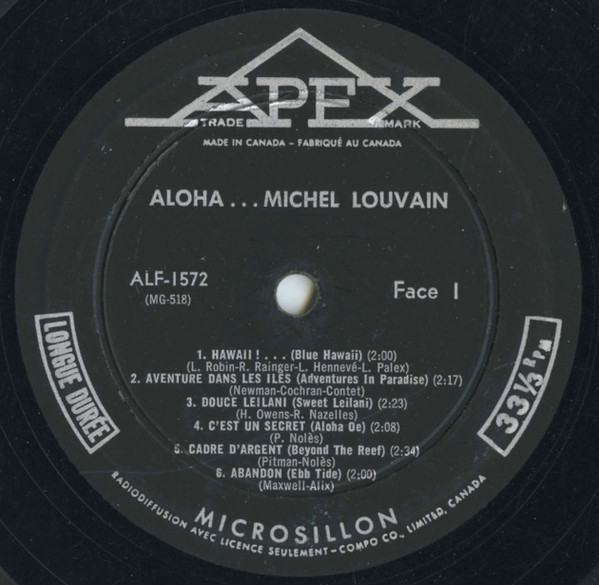 APEX
TRADE MARK
MADE IN CANADA – FABRIQUÉ AU CANADA
ALOHA... MICHEL LOUVAIN
ALF-1572
(MG-518)
Face 1
LONGUE DURÉE
33⅓ R.P.M
1. HAWAII!... (Blue Hawaii) (2:00)
(L. Robin-R. Rainger-L. Hennevé-L. Palex)
2. AVENTURE DANS LES ILES (Adventures In Paradise) (2:17)
(Newman-Cochran-Contet)
3. DOUCE LEILANI (Sweet Leilani) (2:23)
(H. Owens-R. Nazelles)
4. C'EST UN SECRET (Aloha Oe) (2:08)
(P. Nolès)
5. CADRE D'ARGENT (Beyond The Reef) (2:34)
(Pitman-Nolès)
6. ABANDON (Ebb Tide) (2:00)
(Maxwell-Alix)
MICROSILLON
RADIODIFFUSION AVEC LICENCE SEULEMENT – COMPO CO., LIMITED, CANADA